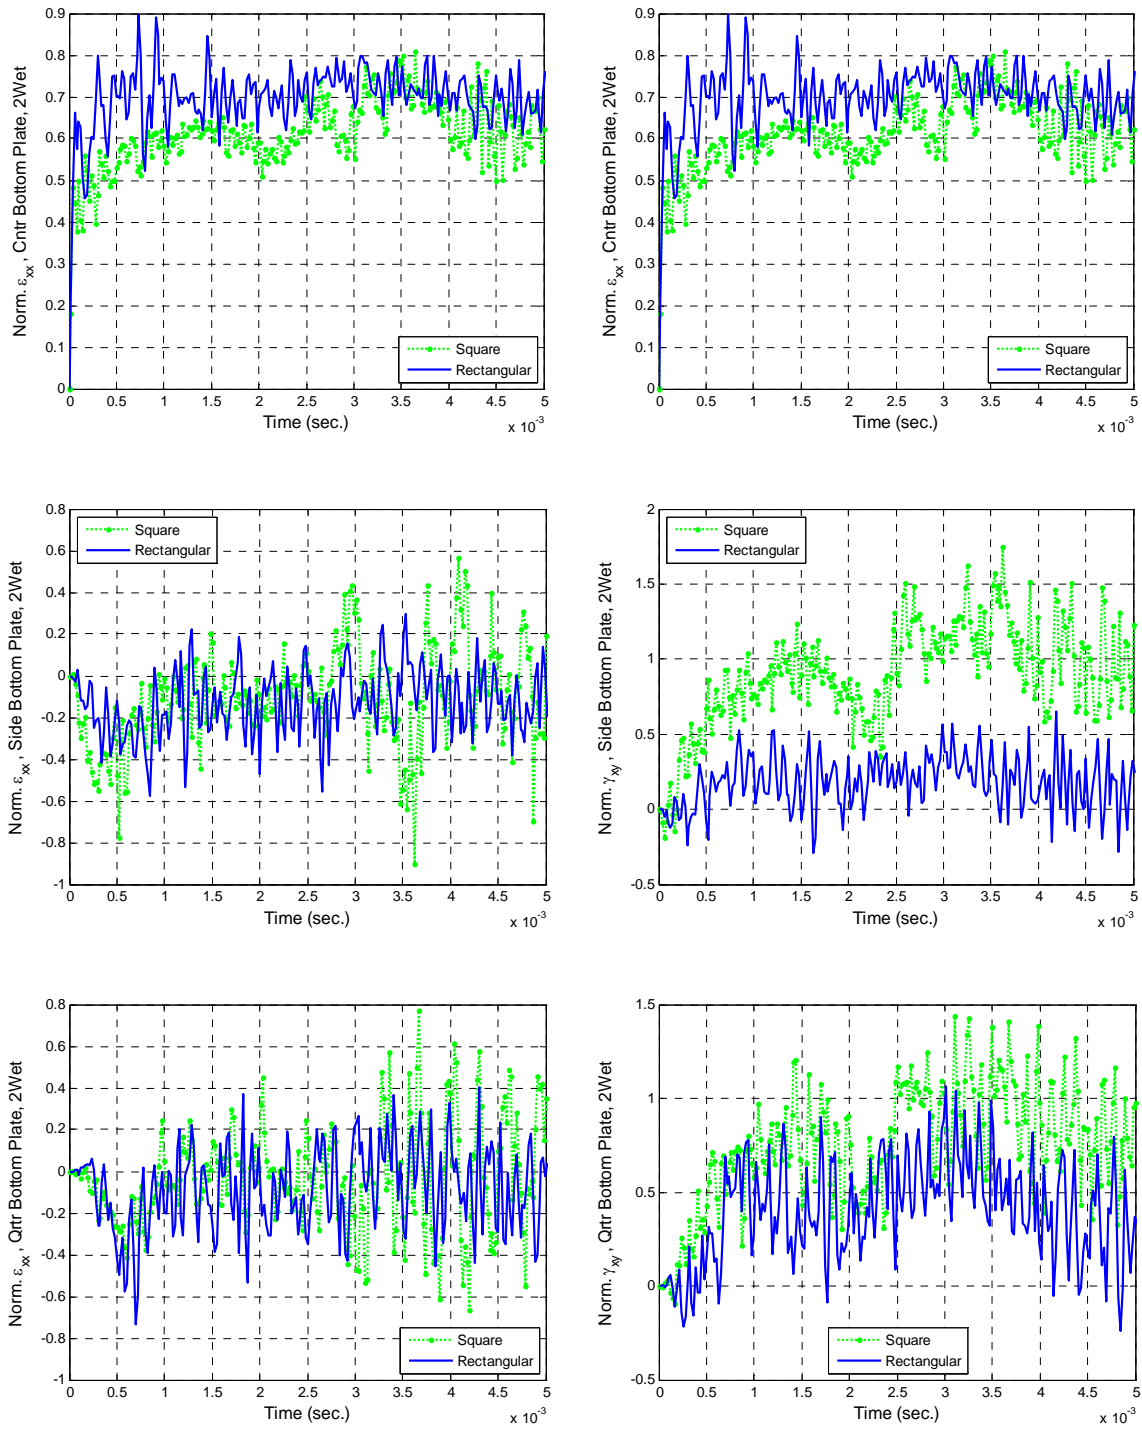 0.9
0.8
0.7
0.6
0.5
0.4
0.3
0.2
0.1
0
Norm. εxx , Cntr Bottom Plate, 2Wet
Square
Rectangular
0 0.5 1 1.5 2 2.5 3 3.5 4 4.5 5
Time (sec.)
x 10-3
0.9
0.8
0.7
0.6
0.5
0.4
0.3
0.2
0.1
0
Norm. εxx , Cntr Bottom Plate, 2Wet
Square
Rectangular
0 0.5 1 1.5 2 2.5 3 3.5 4 4.5 5
Time (sec.)
x 10-3
0.8
0.6
0.4
0.2
0
-0.2
-0.4
-0.6
-0.8
-1
Norm. εxx , Side Bottom Plate, 2Wet
Square
Rectangular
0 0.5 1 1.5 2 2.5 3 3.5 4 4.5 5
Time (sec.)
x 10-3
2
1.5
1
0.5
0
-0.5
Norm. γxy , Side Bottom Plate, 2Wet
Square
Rectangular
0 0.5 1 1.5 2 2.5 3 3.5 4 4.5 5
Time (sec.)
x 10-3
0.8
0.6
0.4
0.2
0
-0.2
-0.4
-0.6
-0.8
-1
Norm. εxx , Qrtr Bottom Plate, 2Wet
Square
Rectangular
0 0.5 1 1.5 2 2.5 3 3.5 4 4.5 5
Time (sec.)
x 10-3
1.5
1
0.5
0
-0.5
Norm. γxy , Qrtr Bottom Plate, 2Wet
Square
Rectangular
0 0.5 1 1.5 2 2.5 3 3.5 4 4.5 5
Time (sec.)
x 10-3